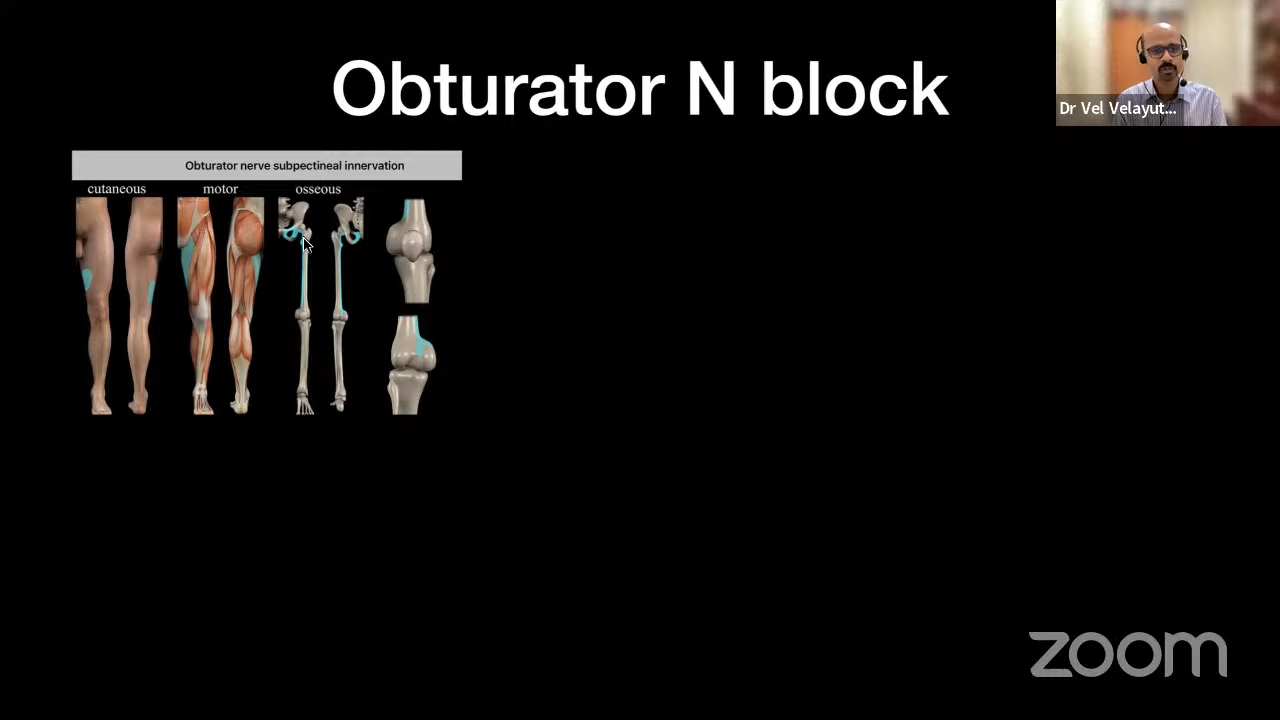 Obturator N block
Dr Vel Velayut...
Obturator nerve subpectineal innervation
cutaneous motor osseous
zoom